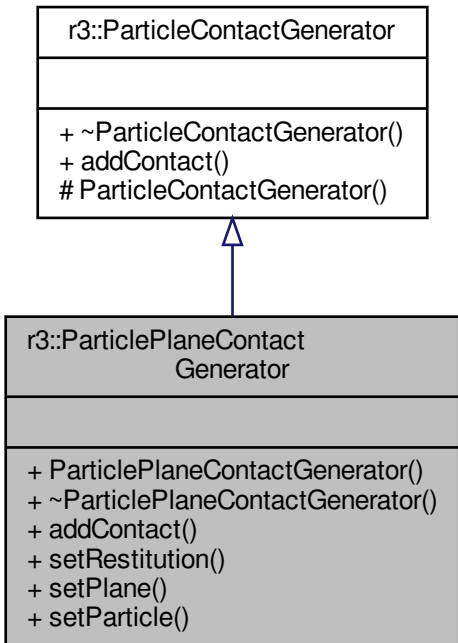 r3::ParticleContactGenerator
+ ~ParticleContactGenerator()
+ addContact()
# ParticleContactGenerator()
r3::ParticlePlaneContact
Generator
+ ParticlePlaneContactGenerator()
+ ~ParticlePlaneContactGenerator()
+ addContact()
+ setRestitution()
+ setPlane()
+ setParticle()